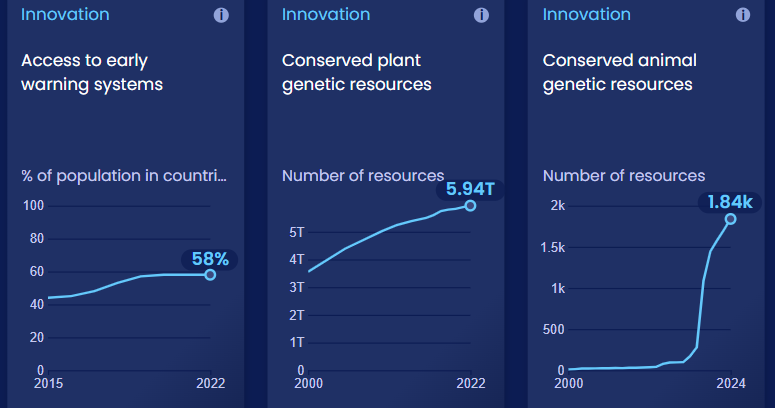 Innovation
Access to early
warning systems
% of population in countri...
100
80
60
40
20
0
58%
2015
2022
Innovation
Conserved plant
genetic resources
Number of resources
5.94T
5T
4T
3T
2T
1T
0
2000
2022
Innovation
Conserved animal
genetic resources
Number of resources
1.84k
2k
1.5k
1k
500
0
2000
2024